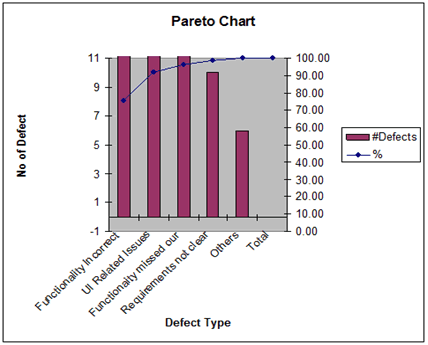 Pareto Chart
No of Defect
11
9
7
5
3
1
-1
100.00
90.00
80.00
70.00
60.00
50.00
40.00
30.00
20.00
10.00
0.00
Functionality Incorrect
UI Related Issues
Functionalty missed our
Requirements not clear
Others
Total
Defect Type
#Defects
%